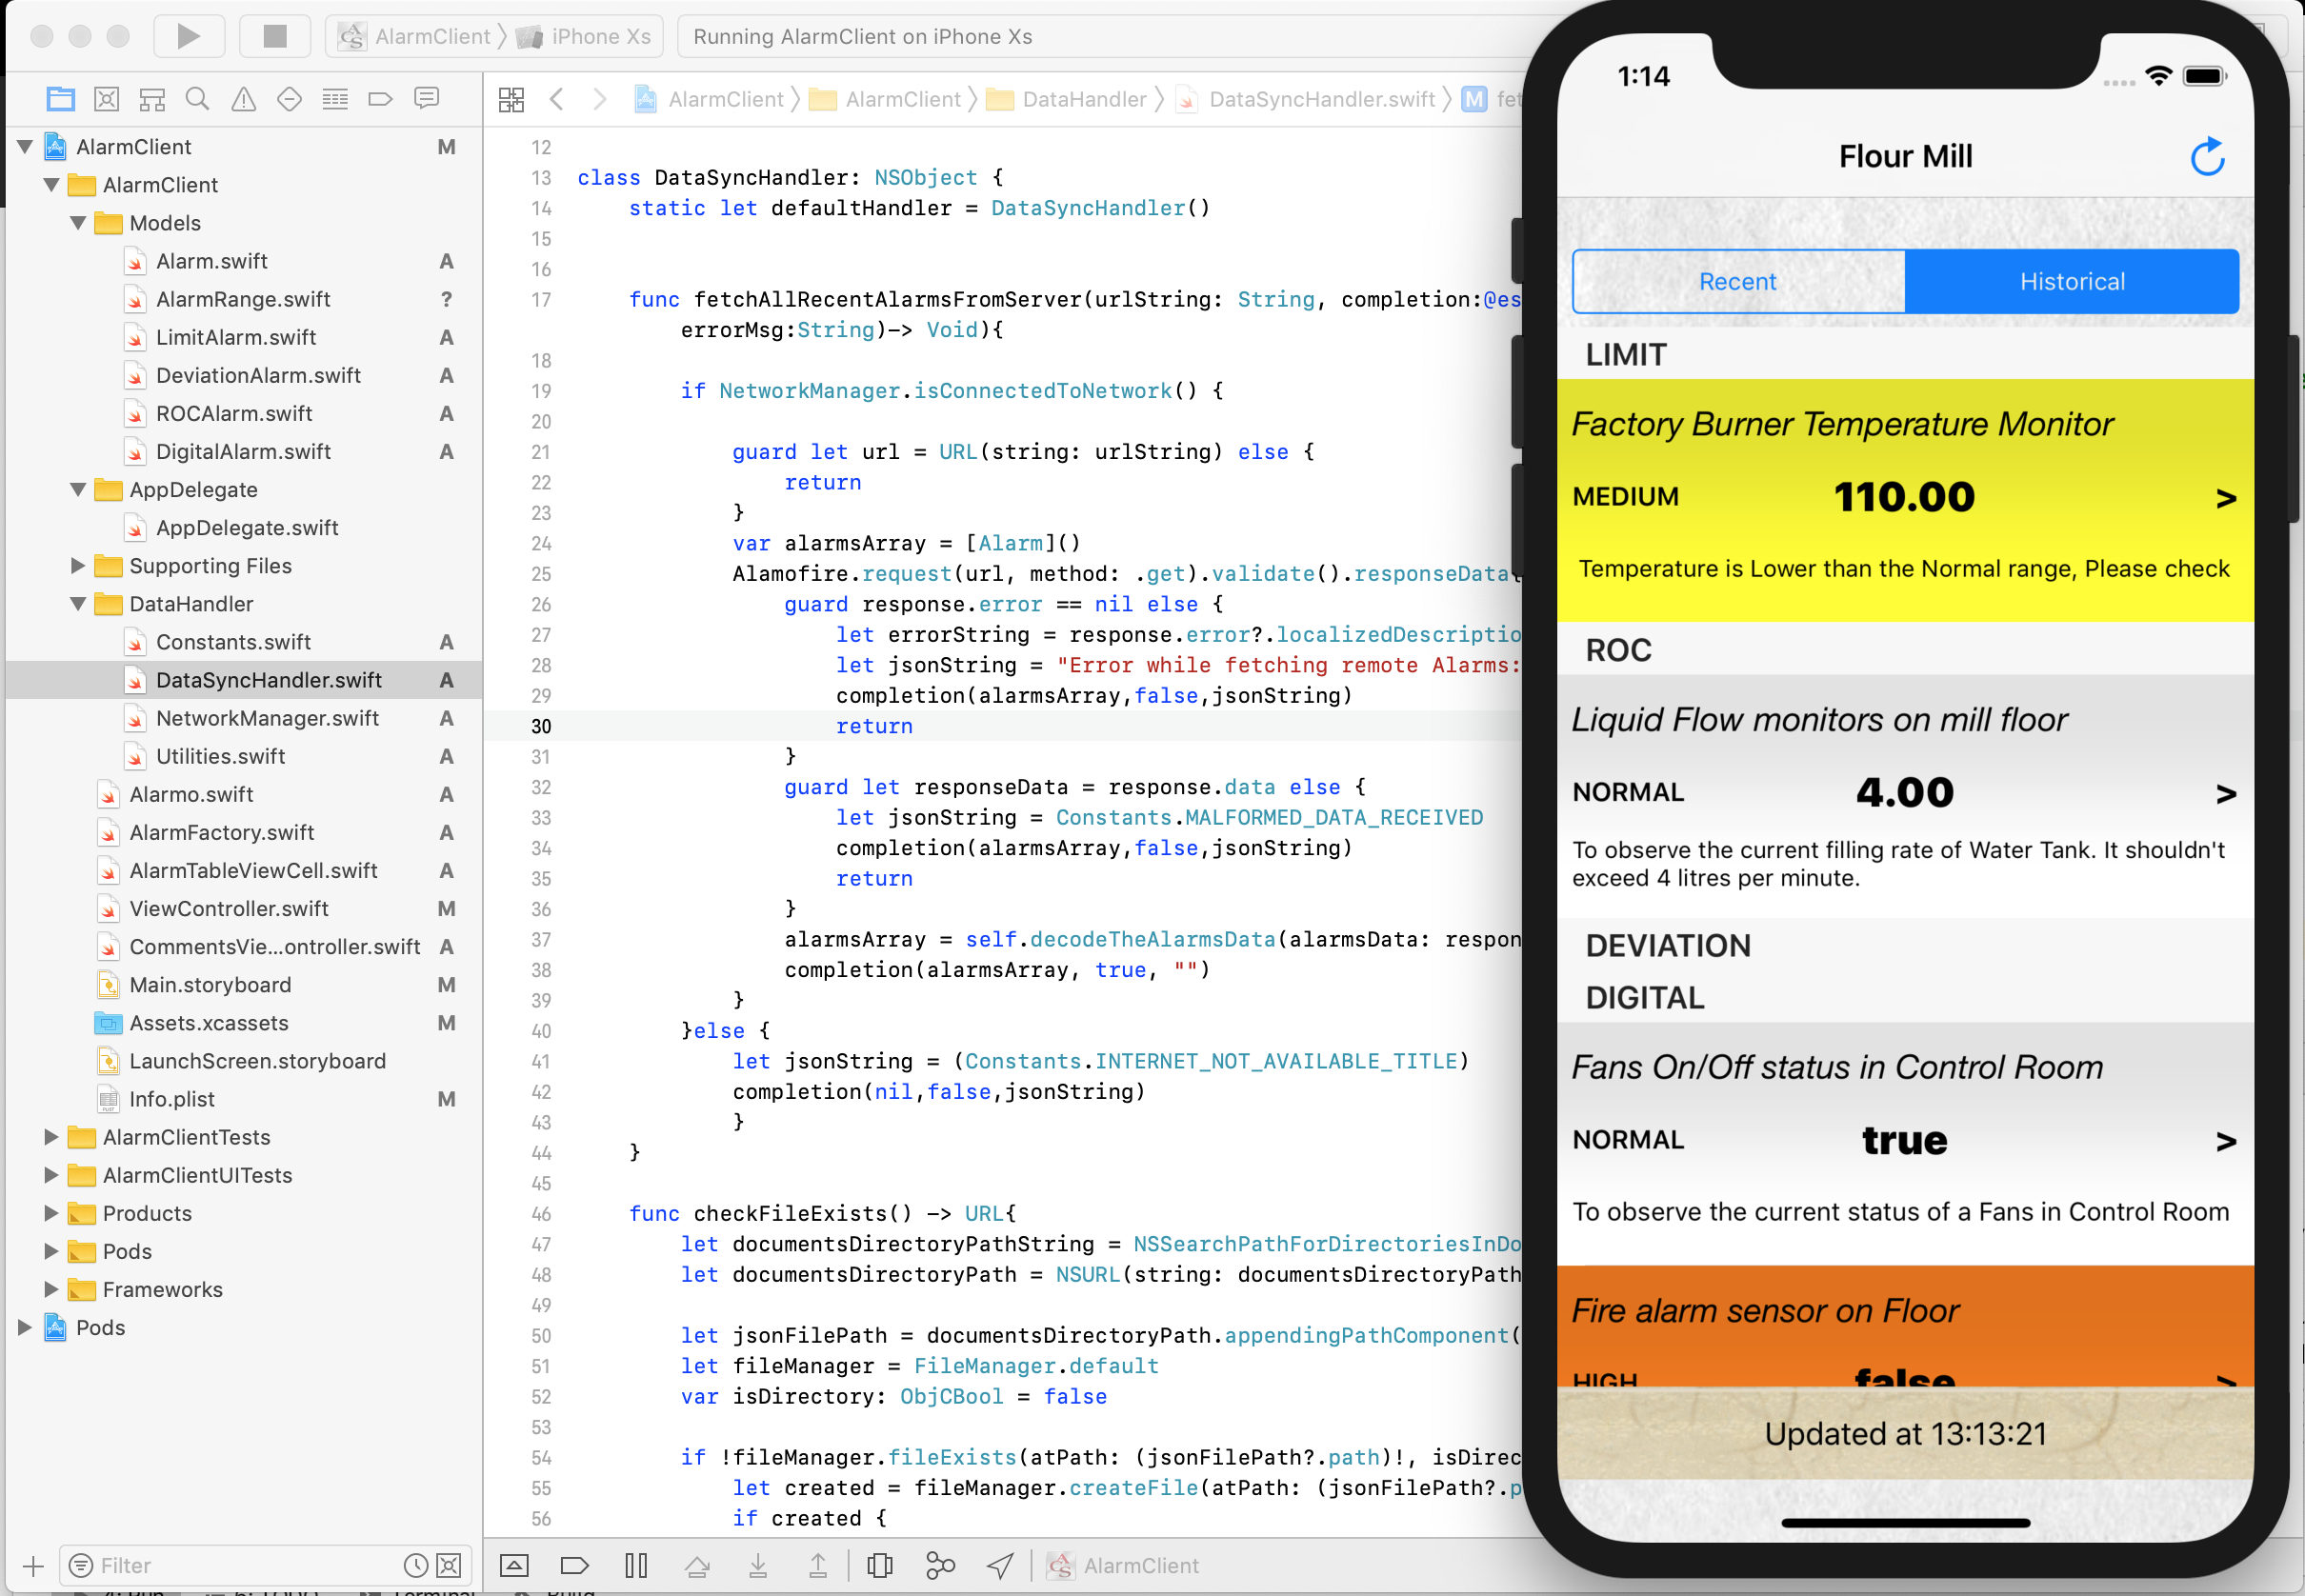 AlarmClient 〉 iPhone Xs
Running AlarmClient on iPhone Xs
AlarmClient 〉 AlarmClient 〉 DataHandler 〉 DataSyncHandler.swift 〉 M
AlarmClient M
AlarmClient
Models
Alarm.swift A
AlarmRange.swift ?
LimitAlarm.swift A
DeviationAlarm.swift A
ROCAlarm.swift A
DigitalAlarm.swift A
AppDelegate
AppDelegate.swift
Supporting Files
DataHandler
Constants.swift A
DataSyncHandler.swift A
NetworkManager.swift A
Utilities.swift A
Alarmo.swift A
AlarmFactory.swift A
AlarmTableViewCell.swift A
ViewController.swift M
CommentsVie...ontroller.swift A
Main.storyboard M
Assets.xcassets M
LaunchScreen.storyboard
Info.plist M
AlarmClientTests
AlarmClientUITests
Products
Pods
Frameworks
Pods
Filter
12
13 class DataSyncHandler: NSObject {
14 static let defaultHandler = DataSyncHandler()
15
16
17 func fetchAllRecentAlarmsFromServer(urlString: String, completion:@es
errorMsg:String)-> Void){
18
19 if NetworkManager.isConnectedToNetwork() {
20
21 guard let url = URL(string: urlString) else {
22 return
23 }
24 var alarmsArray = [Alarm]()
25 Alamofire.request(url, method: .get).validate().responseData{
26 guard response.error == nil else {
27 let errorString = response.error?.localizedDescriptio
28 let jsonString = "Error while fetching remote Alarms:
29 completion(alarmsArray,false,jsonString)
30 return
31 }
32 guard let responseData = response.data else {
33 let jsonString = Constants.MALFORMED_DATA_RECEIVED
34 completion(alarmsArray,false,jsonString)
35 return
36 }
37 alarmsArray = self.decodeTheAlarmsData(alarmsData: respon
38 completion(alarmsArray, true, "")
39 }
40 }else {
41 let jsonString = (Constants.INTERNET_NOT_AVAILABLE_TITLE)
42 completion(nil,false,jsonString)
43 }
44 }
45
46 func checkFileExists() -> URL{
47 let documentsDirectoryPathString = NSSearchPathForDirectoriesInDo
48 let documentsDirectoryPath = NSURL(string: documentsDirectoryPath
49
50 let jsonFilePath = documentsDirectoryPath.appendingPathComponent(
51 let fileManager = FileManager.default
52 var isDirectory: ObjCBool = false
53
54 if !fileManager.fileExists(atPath: (jsonFilePath?.path)!, isDirec
55 let created = fileManager.createFile(atPath: (jsonFilePath?.p
56 if created {
AlarmClient
1:14
Flour Mill
Recent Historical
LIMIT
Factory Burner Temperature Monitor
MEDIUM 110.00 >
Temperature is Lower than the Normal range, Please check
ROC
Liquid Flow monitors on mill floor
NORMAL 4.00 >
To observe the current filling rate of Water Tank. It shouldn't
exceed 4 litres per minute.
DEVIATION
DIGITAL
Fans On/Off status in Control Room
NORMAL true >
To observe the current status of a Fans in Control Room
Fire alarm sensor on Floor
HIGH false >
Updated at 13:13:21